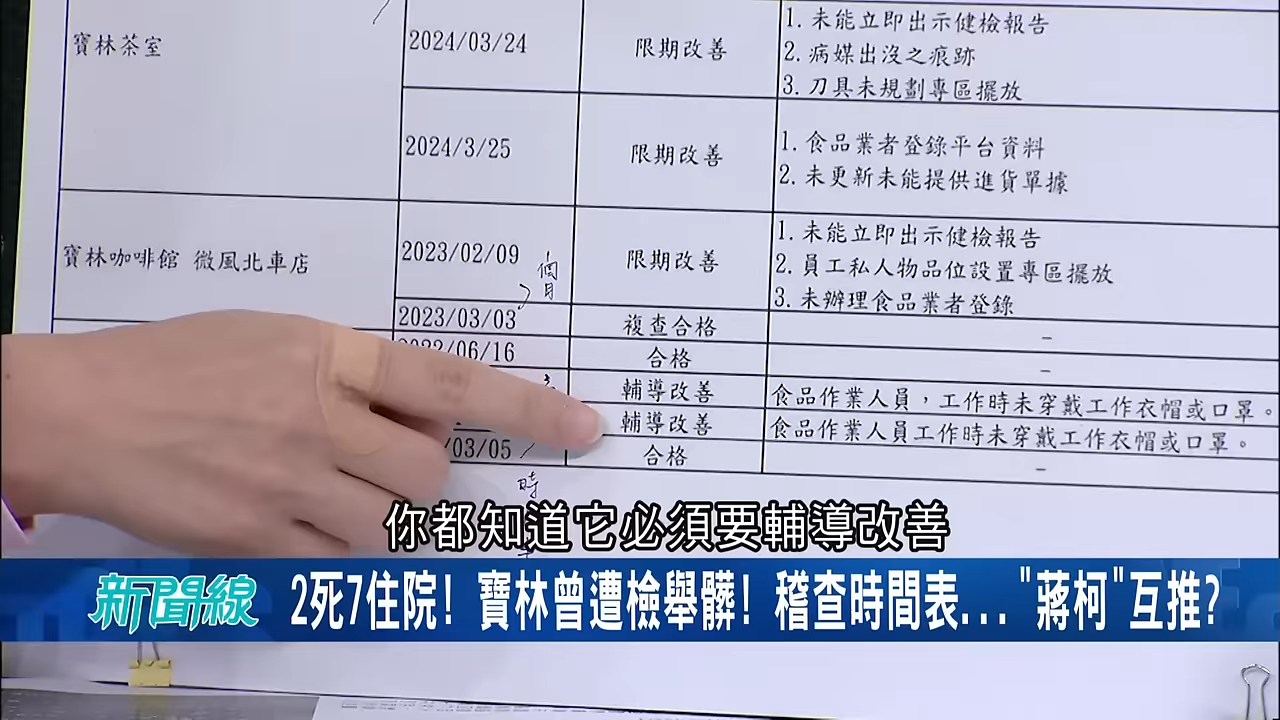 寶林茶室
2024/03/24
限期改善
1. 未能立即出示健檢報告
2. 病媒出沒之痕跡
3. 刀具未規劃專區擺放
2024/3/25
限期改善
1. 食品業者登錄平台資料
2. 未更新未能提供進貨單據
寶林咖啡館 微風北車店
2023/02/09
個月
限期改善
1. 未能立即出示健檢報告
2. 員工私人物品位設置專區擺放
3. 未辦理食品業者登錄
2023/03/03
複查合格
–
/06/16
合格
–
輔導改善
食品作業人員，工作時未穿戴工作衣帽或口罩。
輔導改善
食品作業人員工作時未穿戴工作衣帽或口罩。
/03/05
合格
–
時
你都知道它必須要輔導改善
新聞線
2死7住院! 寶林曾遭檢舉髒! 稽查時間表... "蔣柯"互推?